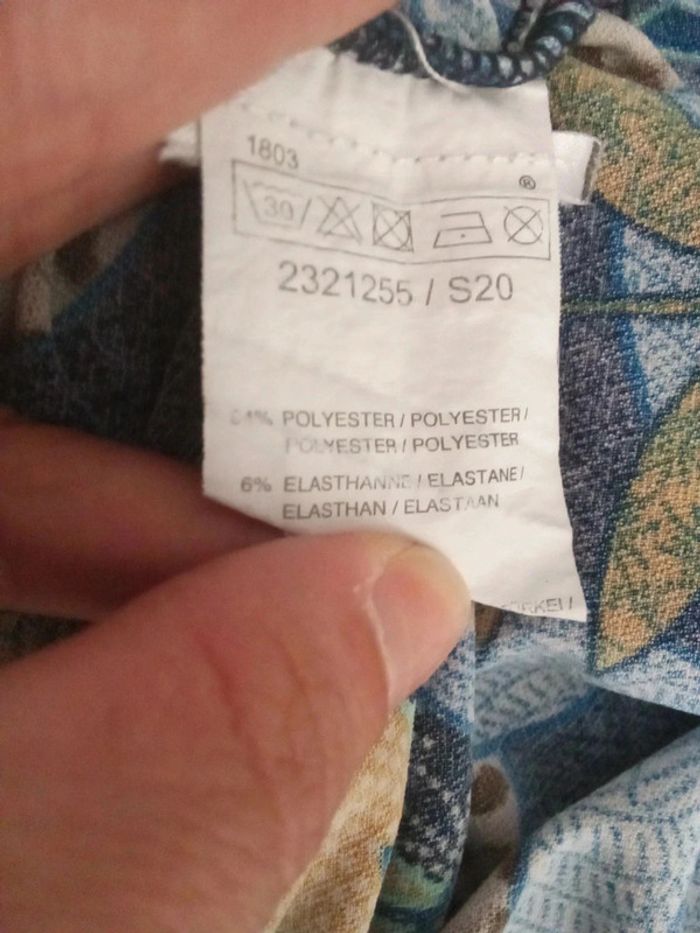 1803
®
30
2321255 / S20
POLYESTER / POLYESTER /
POLYESTER / POLYESTER
6% ELASTHANNE / ELASTANE /
ELASTHAN / ELASTAAN